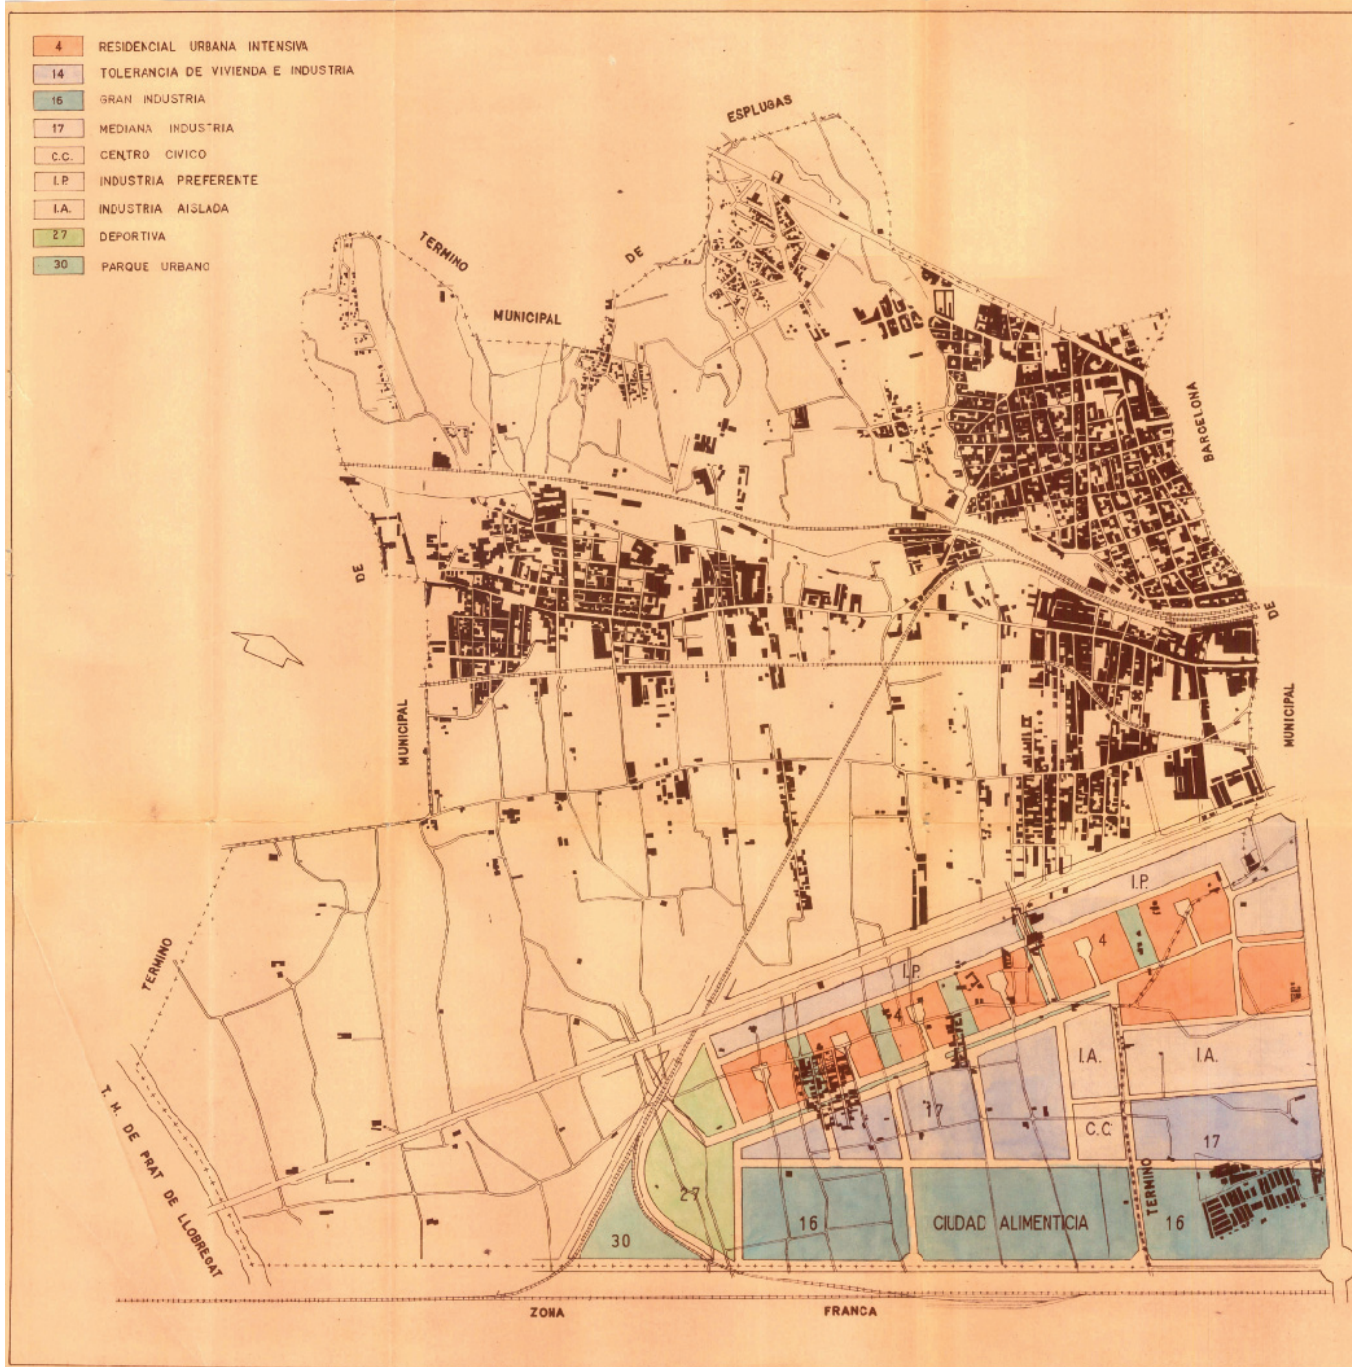 4 RESIDENCIAL URBANA INTENSIVA
14 TOLERANCIA DE VIVIENDA E INDUSTRIA
16 GRAN INDUSTRIA
17 MEDIANA INDUSTRIA
C.C. CENTRO CIVICO
I.P. INDUSTRIA PREFERENTE
I.A. INDUSTRIA AISLADA
27 DEPORTIVA
30 PARQUE URBANO
ESPLUGAS
TERMINO
DE
MUNICIPAL
BARCELONA
DE
DE
MUNICIPAL
MUNICIPAL
I.P.
4
TERMINO
I.P.
4
I.A.
I.A.
17
C.C.
17
T. M. DE PRAT DE LLOBREGAT
TERMINO
27
16
CIUDAD ALIMENTICIA
16
30
ZONA
FRANCA